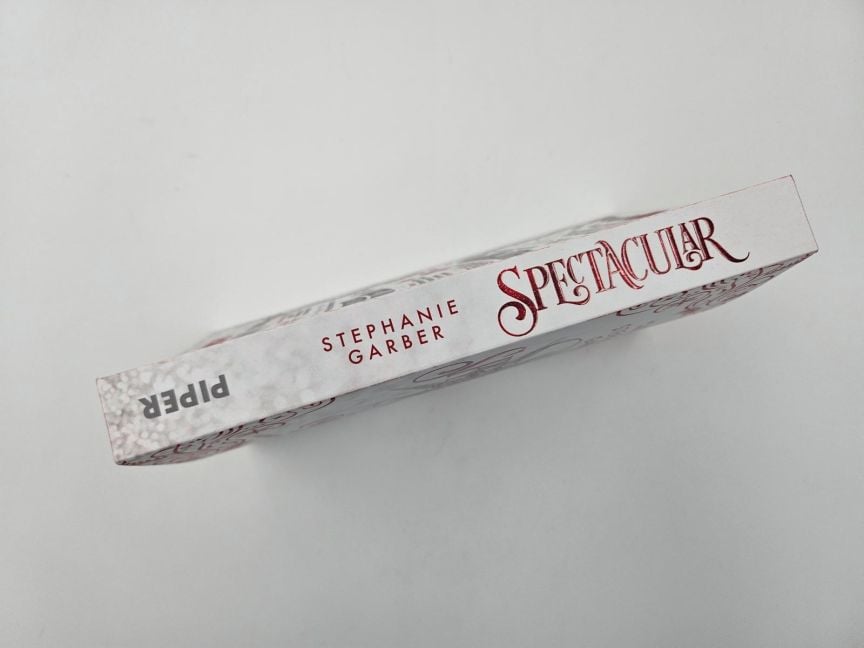 STEPHANIE
GARBER
SPECTACULAR
PIPER